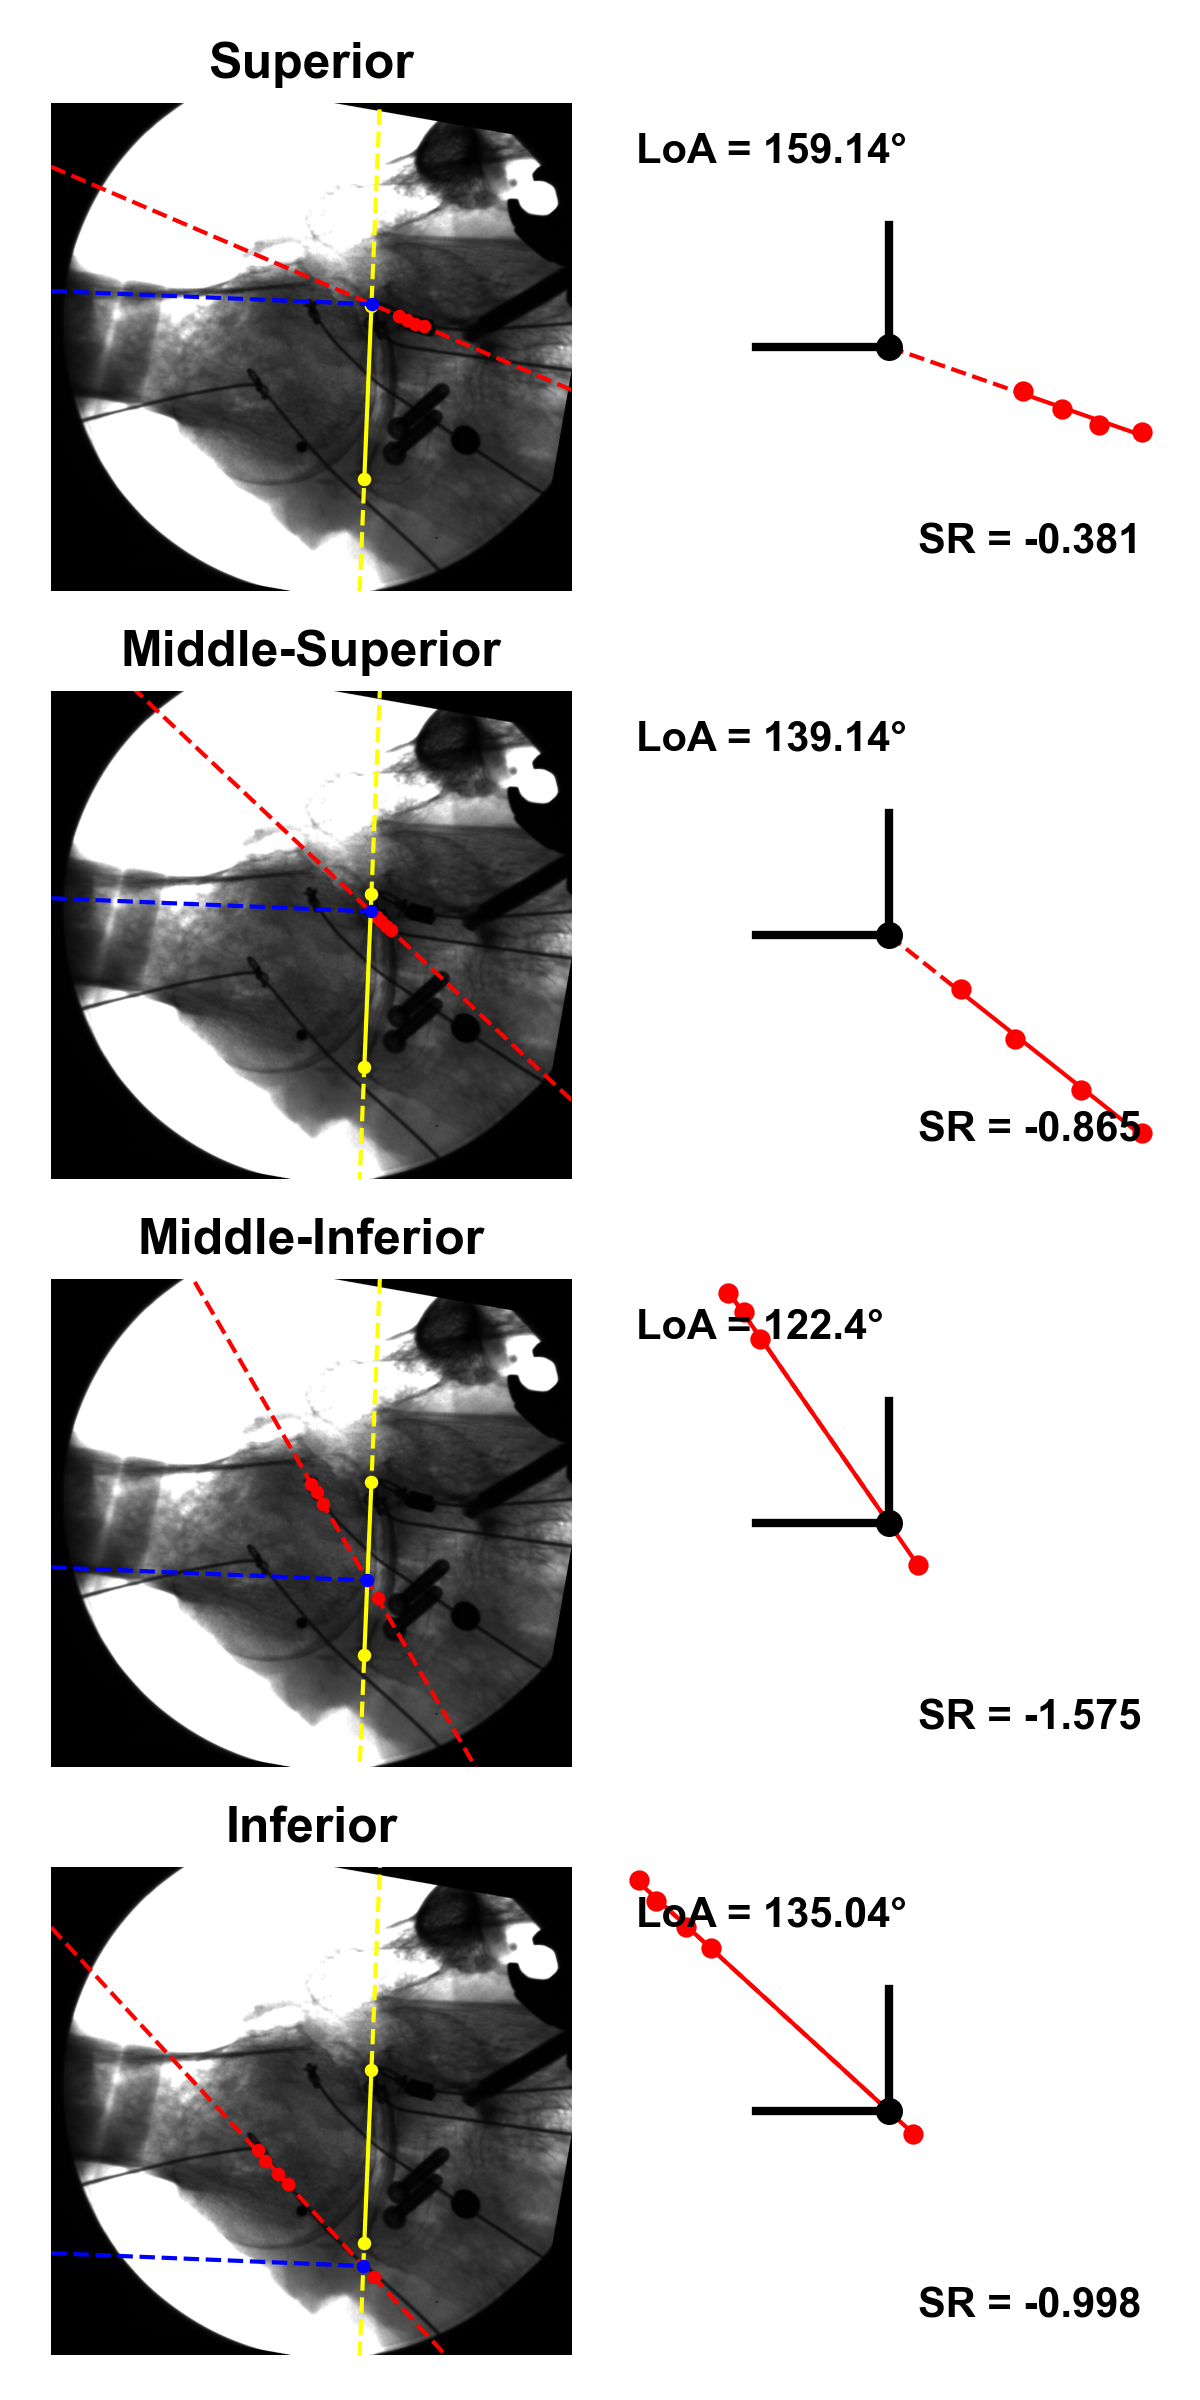 Superior
LoA = 159.14°
SR = -0.381
Middle-Superior
LoA = 139.14°
SR = -0.865
Middle-Inferior
LoA = 122.4°
SR = -1.575
Inferior
LoA = 135.04°
SR = -0.998